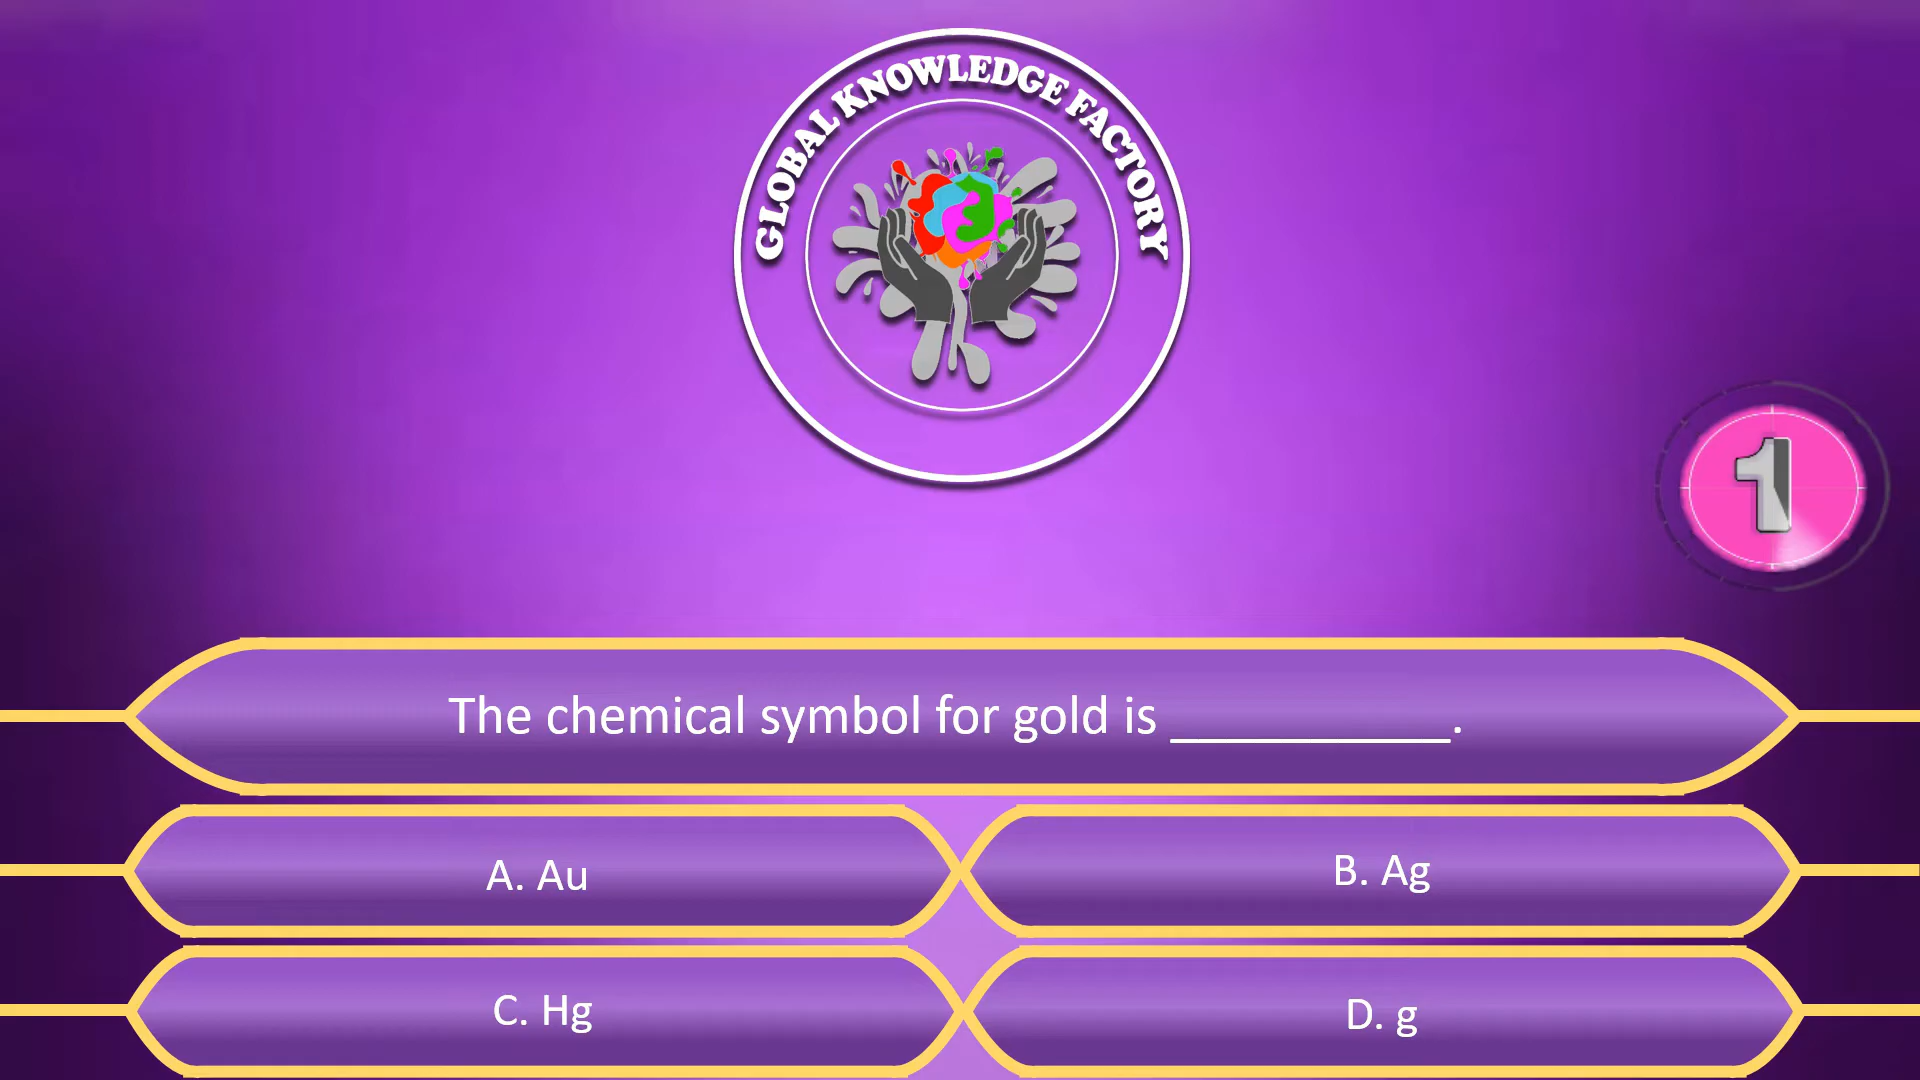 GLOBAL KNOWLEDGE FACTORY
1
The chemical symbol for gold is ___________.
A. Au
B. Ag
C. Hg
D. g